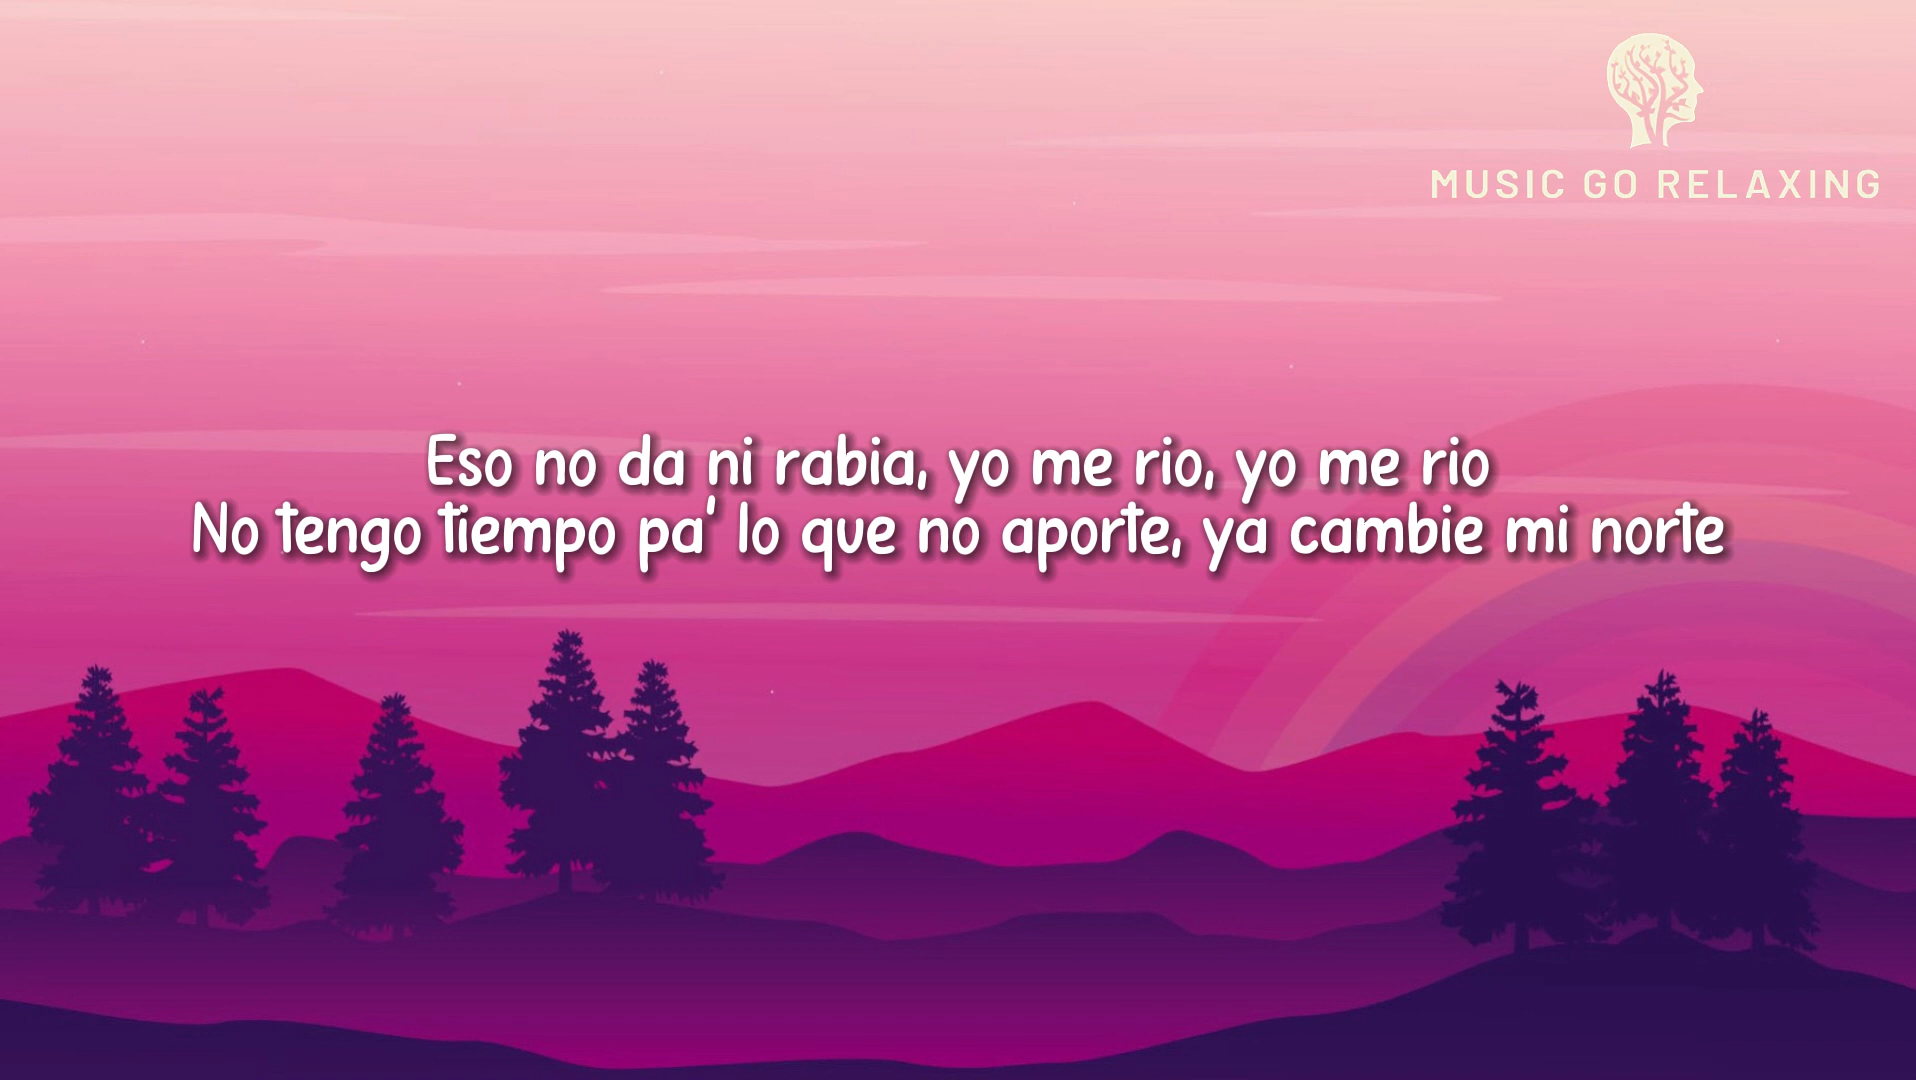 MUSIC GO RELAXING
Eso no da ni rabia, yo me rio, yo me rio
No tengo tiempo pa' lo que no aporte, ya cambie mi norte